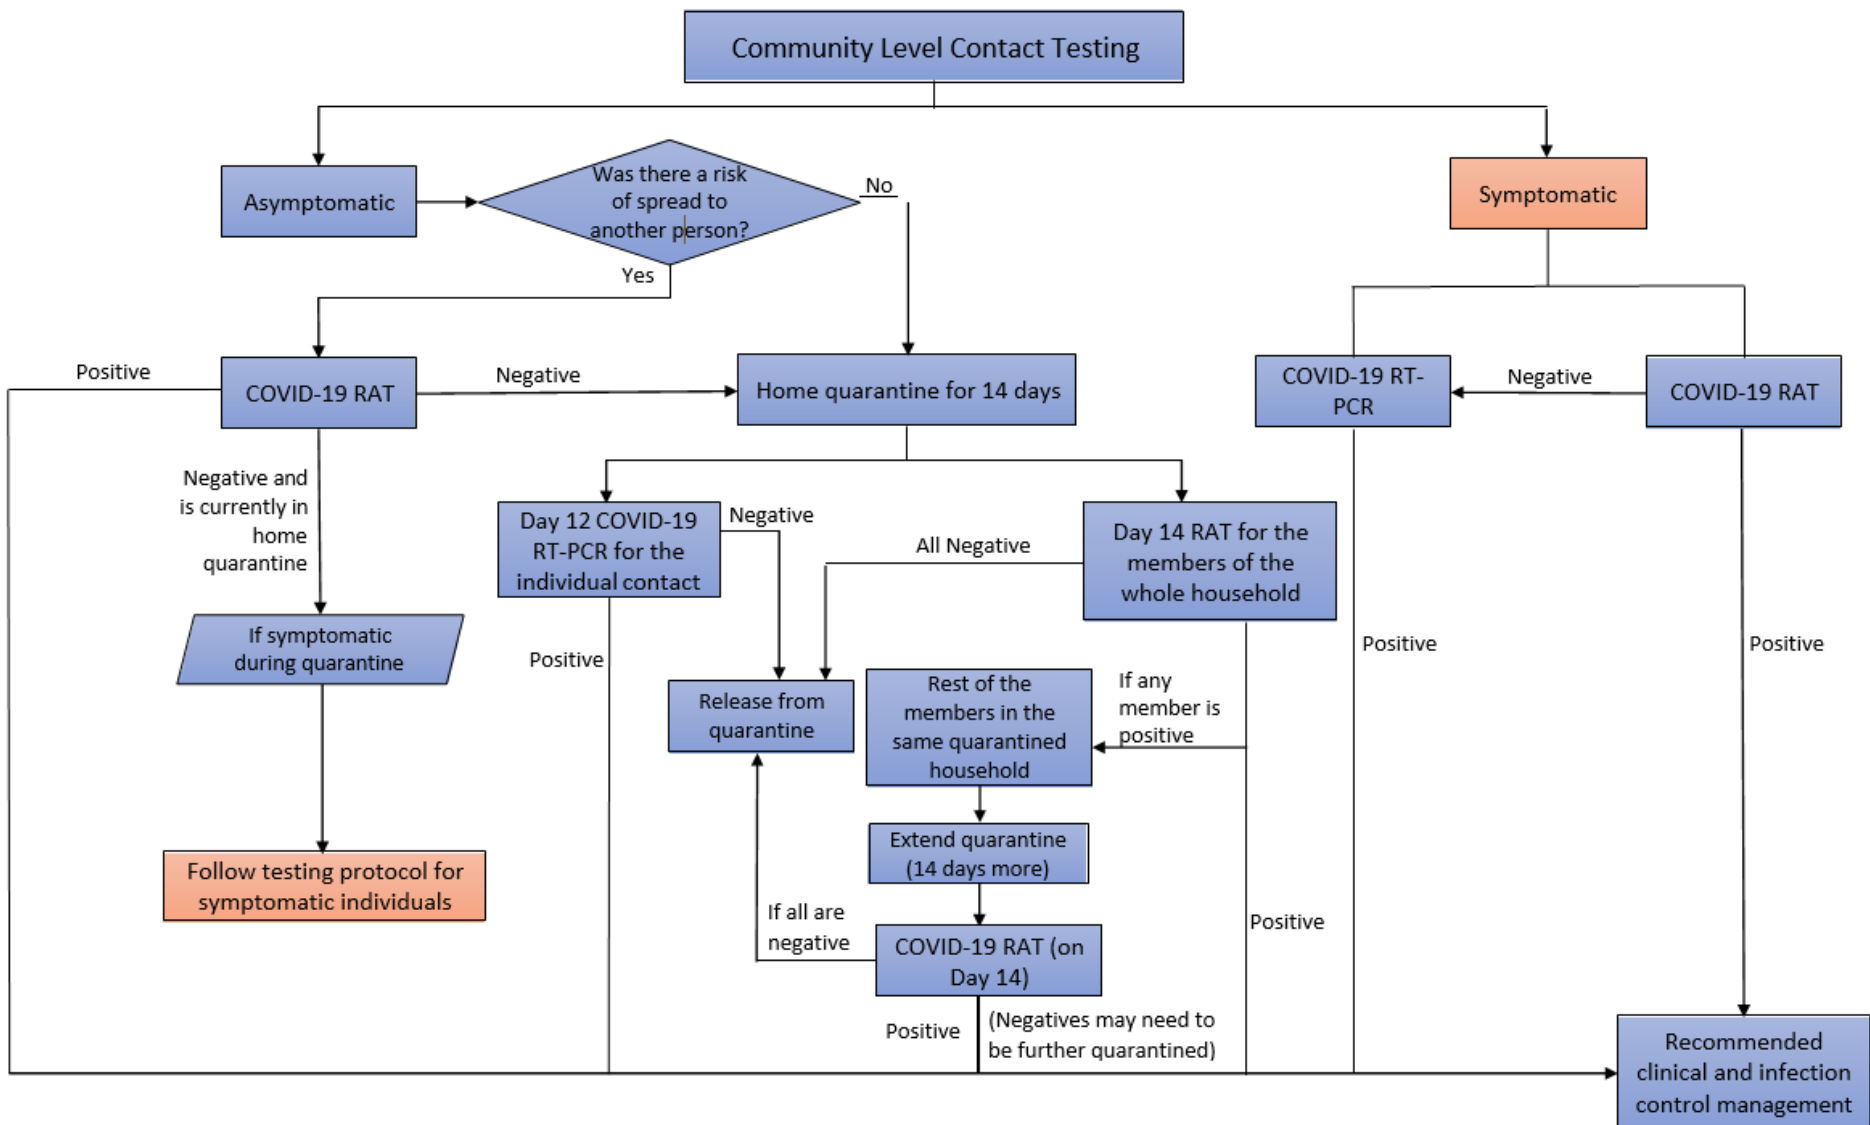 Community Level Contact Testing
Asymptomatic
Was there a risk
of spread to
another person?
No
Yes
Symptomatic
Positive
COVID-19 RAT
Negative
Home quarantine for 14 days
COVID-19 RT-
PCR
Negative
COVID-19 RAT
Negative and
is currently in
home
quarantine
Day 12 COVID-19
RT-PCR for the
individual contact
Negative
All Negative
Day 14 RAT for the
members of the
whole household
If symptomatic
during quarantine
Positive
Release from
quarantine
Rest of the
members in the
same quarantined
household
If any
member is
positive
Positive
Positive
Follow testing protocol for
symptomatic individuals
Extend quarantine
(14 days more)
If all are
negative
COVID-19 RAT (on
Day 14)
Positive
Positive
(Negatives may need to
be further quarantined)
Recommended
clinical and infection
control management